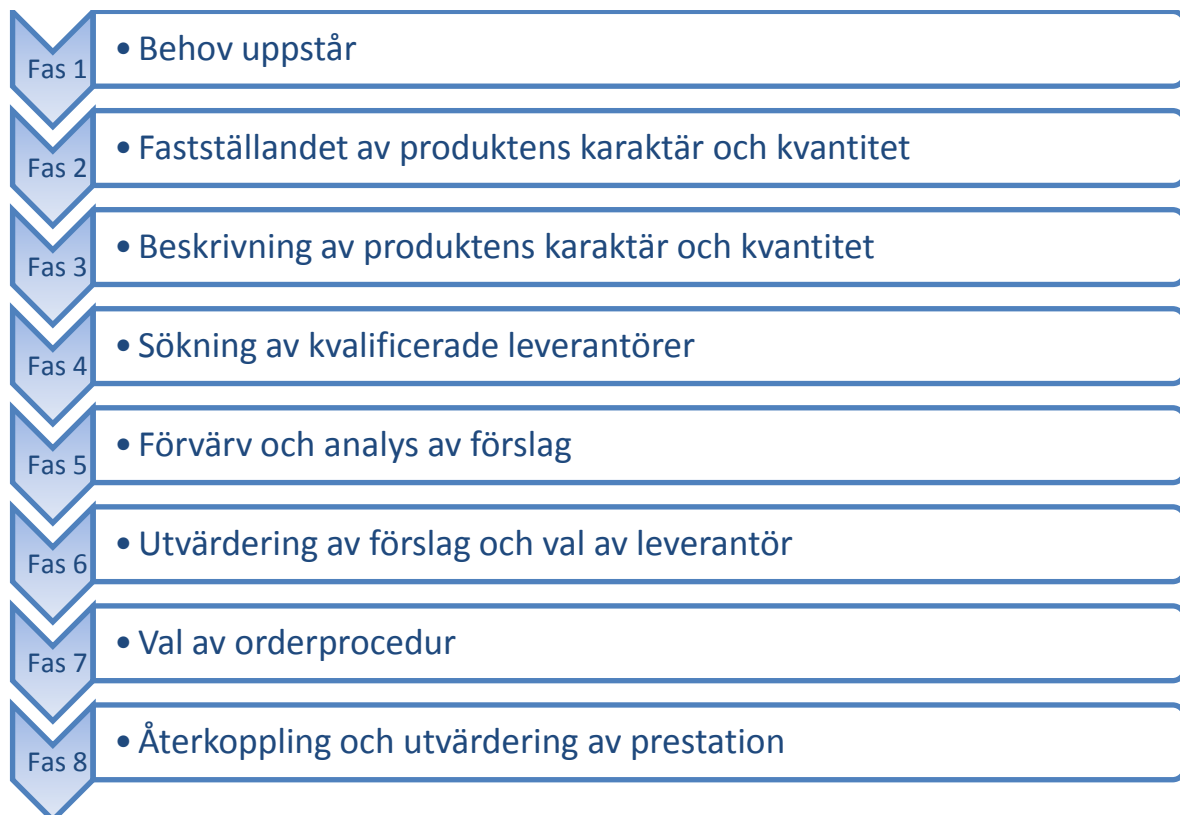 Fas 1
• Behov uppstår
Fas 2
• Fastställandet av produktens karaktär och kvantitet
Fas 3
• Beskrivning av produktens karaktär och kvantitet
Fas 4
• Sökning av kvalificerade leverantörer
Fas 5
• Förvärv och analys av förslag
Fas 6
• Utvärdering av förslag och val av leverantör
Fas 7
• Val av orderprocedur
Fas 8
• Återkoppling och utvärdering av prestation